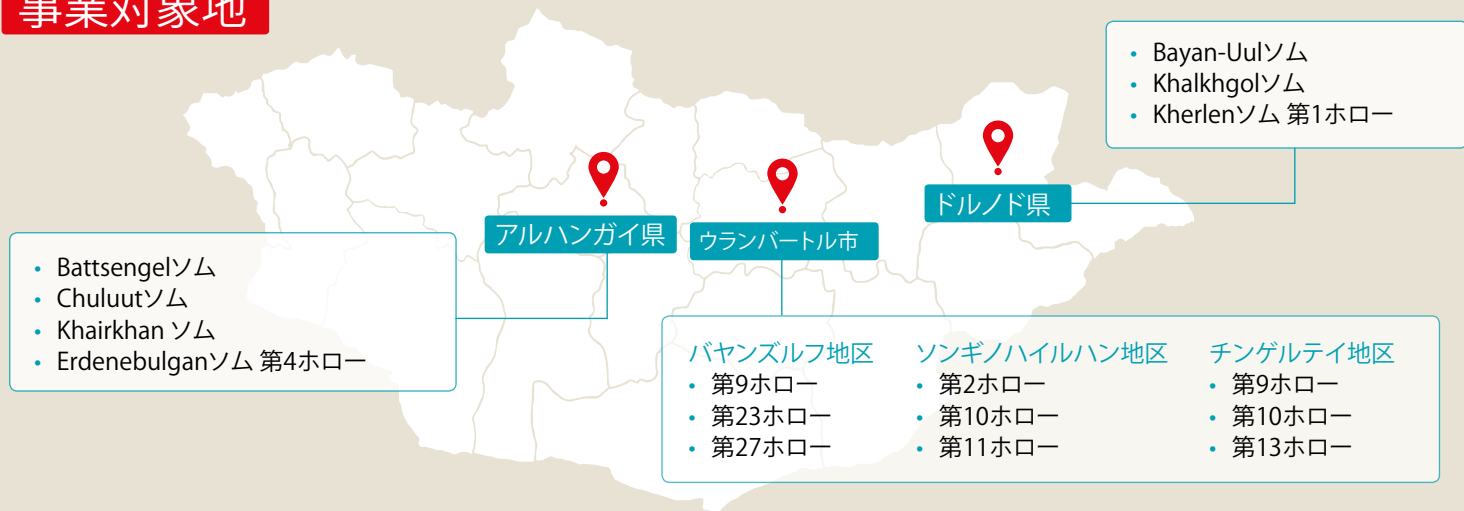 事業対象地
• Bayan-Uulソム
• Khalkhgolソム
• Kherlenソム 第1ホロー
ドルノド県
アルハンガイ県
ウランバートル市
• Battsengelソム
• Chuluutソム
• Khairkhan ソム
• Erdenebulganソム 第4ホロー
バヤンズルフ地区
• 第9ホロー
• 第23ホロー
• 第27ホロー
ソンギノハイルハン地区
• 第2ホロー
• 第10ホロー
• 第11ホロー
チンゲルテイ地区
• 第9ホロー
• 第10ホロー
• 第13ホロー